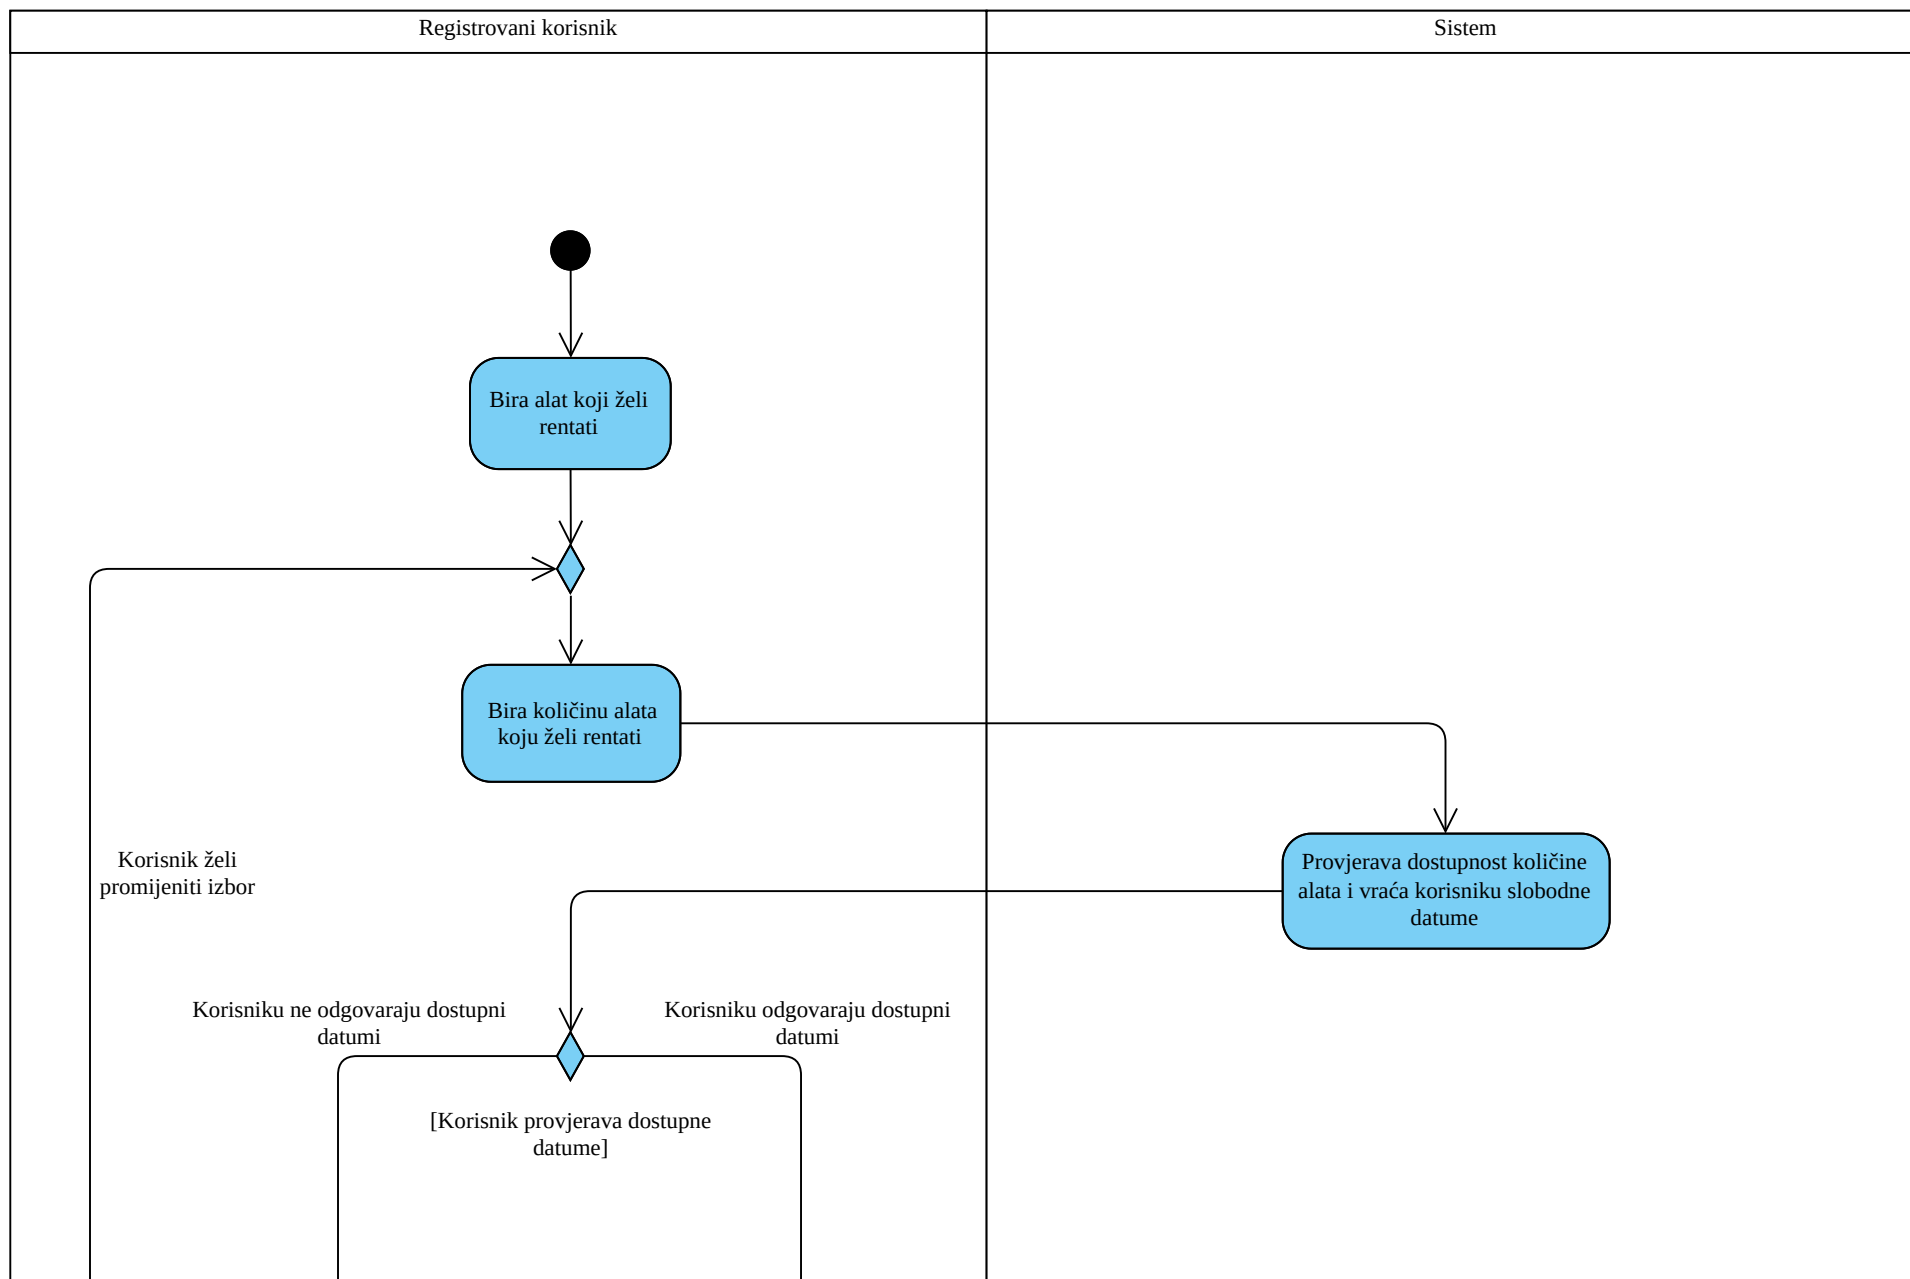 Registrovani korisnik
Sistem
Bira alat koji želi
rentati
Bira količinu alata
koju želi rentati
Korisnik želi
promijeniti izbor
Provjerava dostupnost količine
alata i vraća korisniku slobodne
datume
Korisniku ne odgovaraju dostupni
datumi
Korisniku odgovaraju dostupni
datumi
[Korisnik provjerava dostupne
datume]